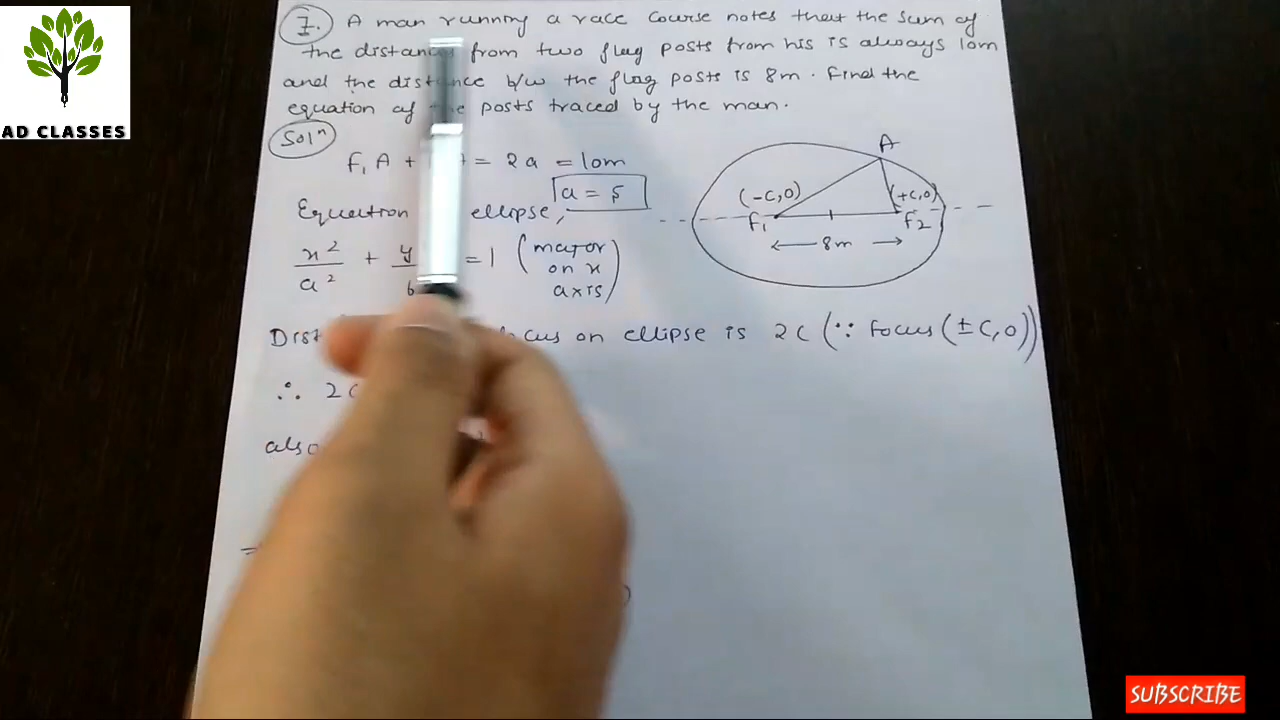 7. A man running a race course notes that the sum of
the distances from two flag posts from his is always 10m
and the distance b/w the flag posts is 8m. Find the
equation of the posts traced by the man.
AD CLASSES
Solⁿ
F₁A + = 2a = 10m
a = 5
Equation ellipse,
x²/a² + y /b = 1 (major on x axis)
A
(-c,0) (+c,0)
F₁ F₂
8m
Dist ocus on ellipse is 2c (∵ Focus (±c,0))
∴ 2c
also
SUBSCRIBE